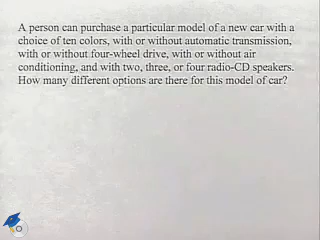 A person can purchase a particular model of a new car with a
choice of ten colors, with or without automatic transmission,
with or without four-wheel drive, with or without air
conditioning, and with two, three, or four radio-CD speakers.
How many different options are there for this model of car?